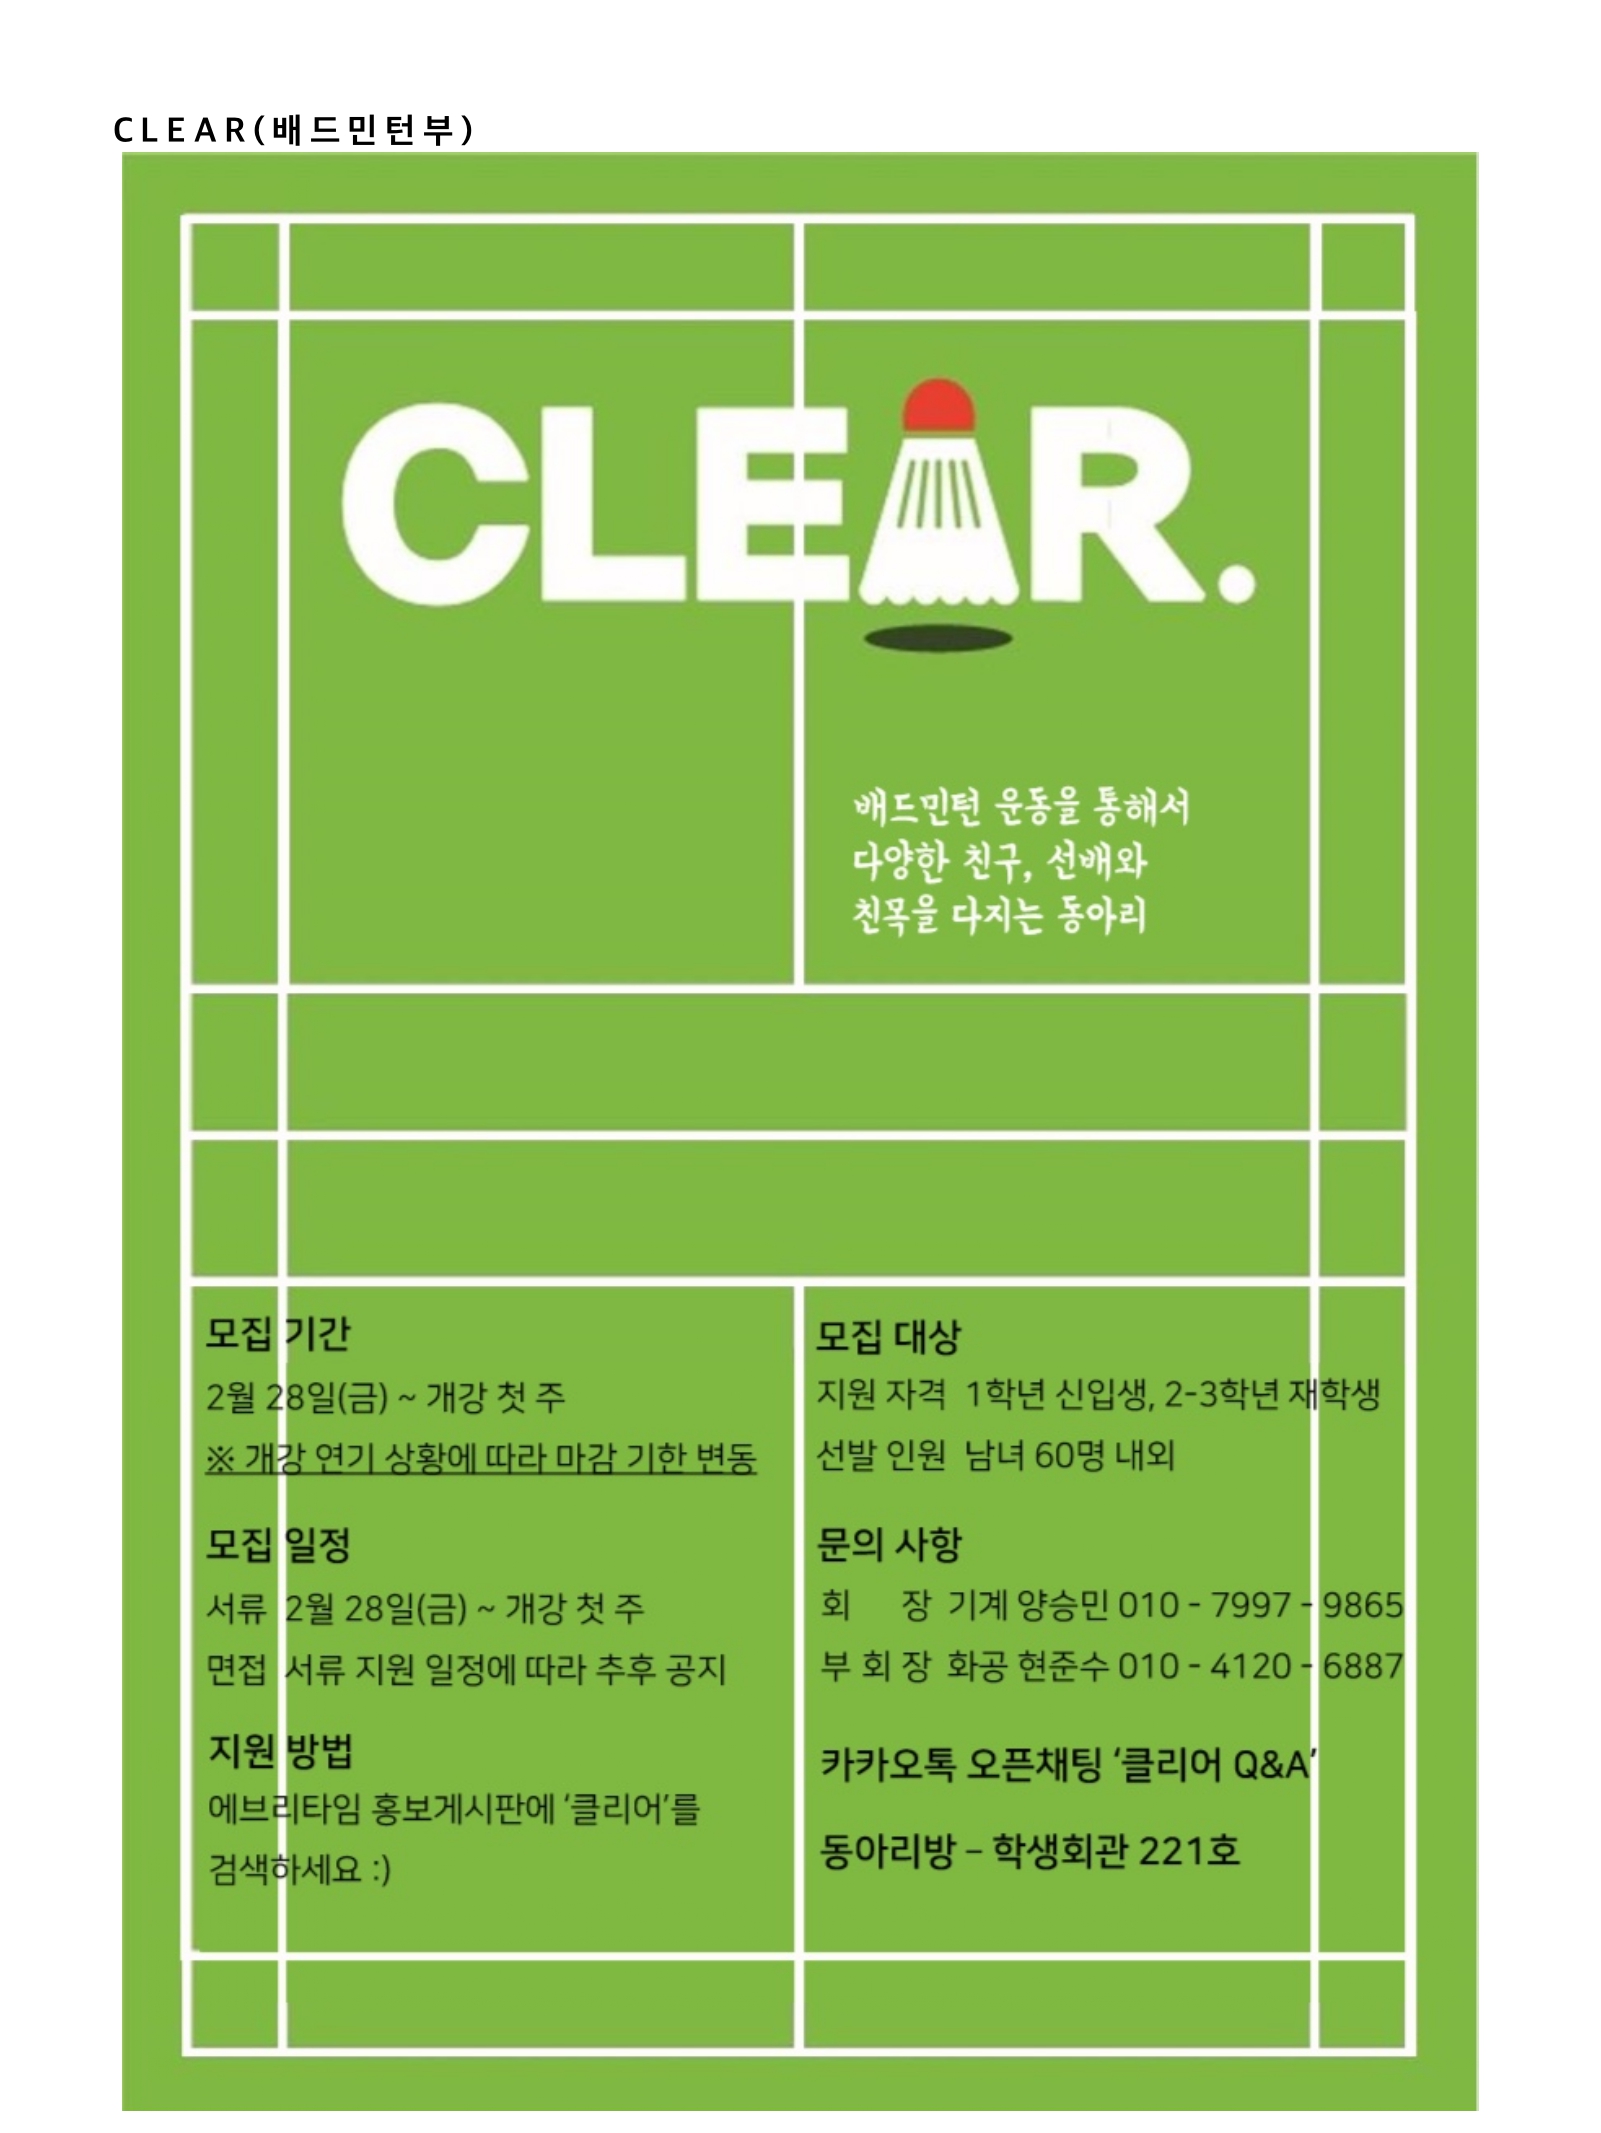 CLEAR(배드민턴부)
CLEAR.
배드민턴 운동을 통해서
다양한 친구, 선배와
친목을 다지는 동아리
모집 기간
2월 28일(금) ~ 개강 첫 주
※ 개강 연기 상황에 따라 마감 기한 변동
모집 일정
서류 2월 28일(금) ~ 개강 첫 주
면접 서류 지원 일정에 따라 추후 공지
지원 방법
에브리타임 홍보게시판에 ‘클리어’를
검색하세요 :)
모집 대상
지원 자격 1학년 신입생, 2-3학년 재학생
선발 인원 남녀 60명 내외
문의 사항
회 장 기계 양승민 010 - 7997 - 9865
부 회 장 화공 현준수 010 - 4120 - 6887
카카오톡 오픈채팅 ‘클리어 Q&A’
동아리방 – 학생회관 221호